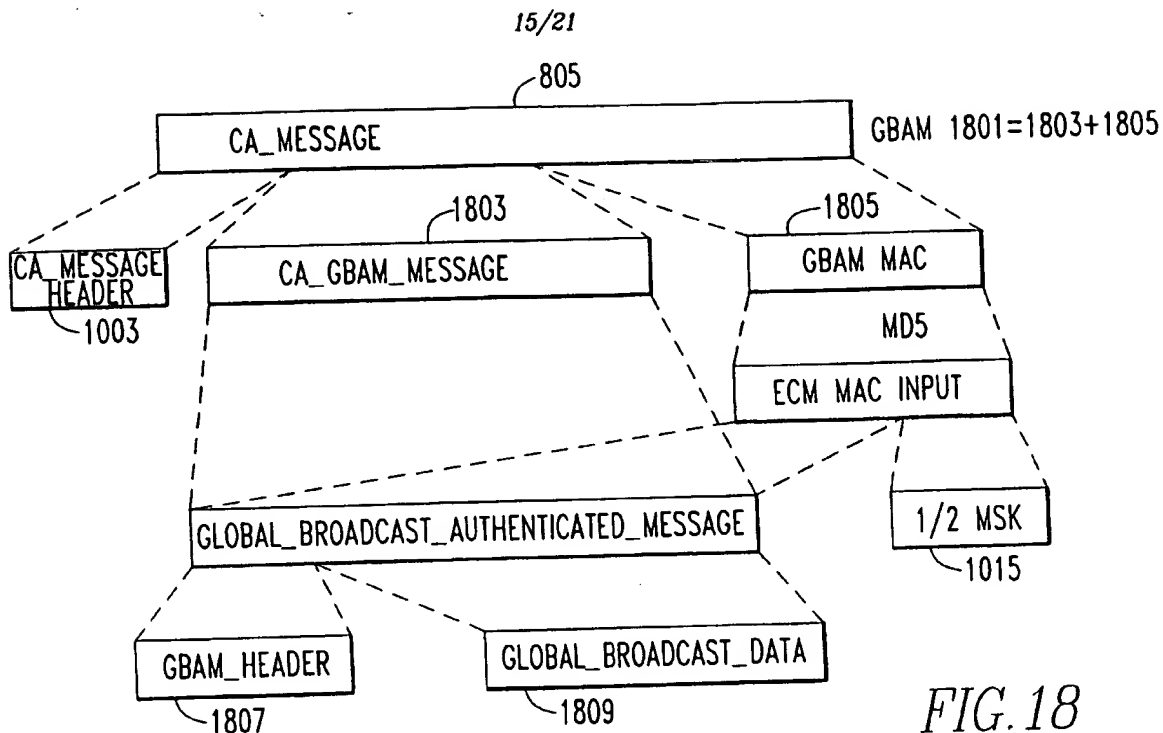 15/21
805
CA_MESSAGE
GBAM 1801=1803+1805
1803
1805
CA_MESSAGE
HEADER
CA_GBAM_MESSAGE
GBAM MAC
1003
MD5
ECM MAC INPUT
GLOBAL_BROADCAST_AUTHENTICATED_MESSAGE
1/2 MSK
1015
GBAM_HEADER
GLOBAL_BROADCAST_DATA
1807
1809
FIG.18